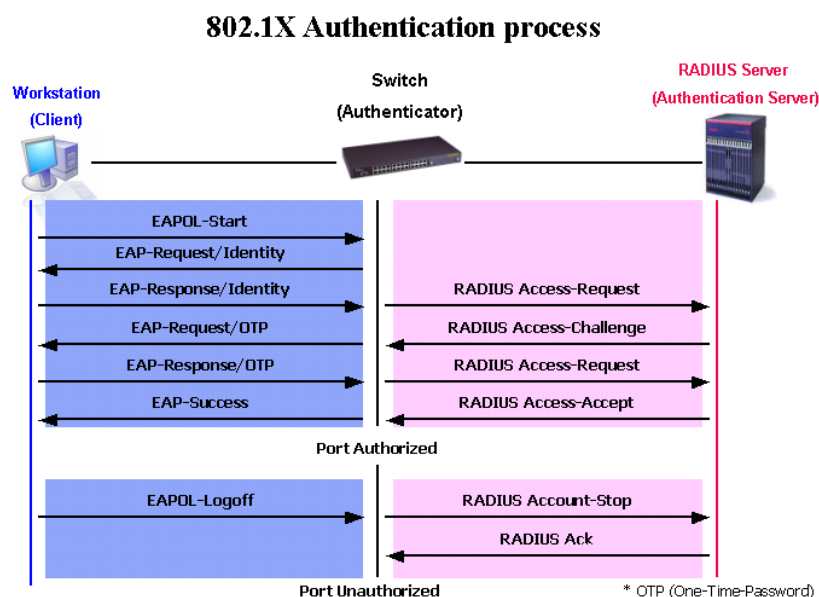 802.1X Authentication process
Workstation
(Client)
Switch
(Authenticator)
RADIUS Server
(Authentication Server)
EAPOL-Start
EAP-Request/Identity
EAP-Response/Identity
RADIUS Access-Request
EAP-Request/OTP
RADIUS Access-Challenge
EAP-Response/OTP
RADIUS Access-Request
EAP-Success
RADIUS Access-Accept
Port Authorized
EAPOL-Logoff
RADIUS Account-Stop
RADIUS Ack
Port Unauthorized
* OTP (One-Time-Password)